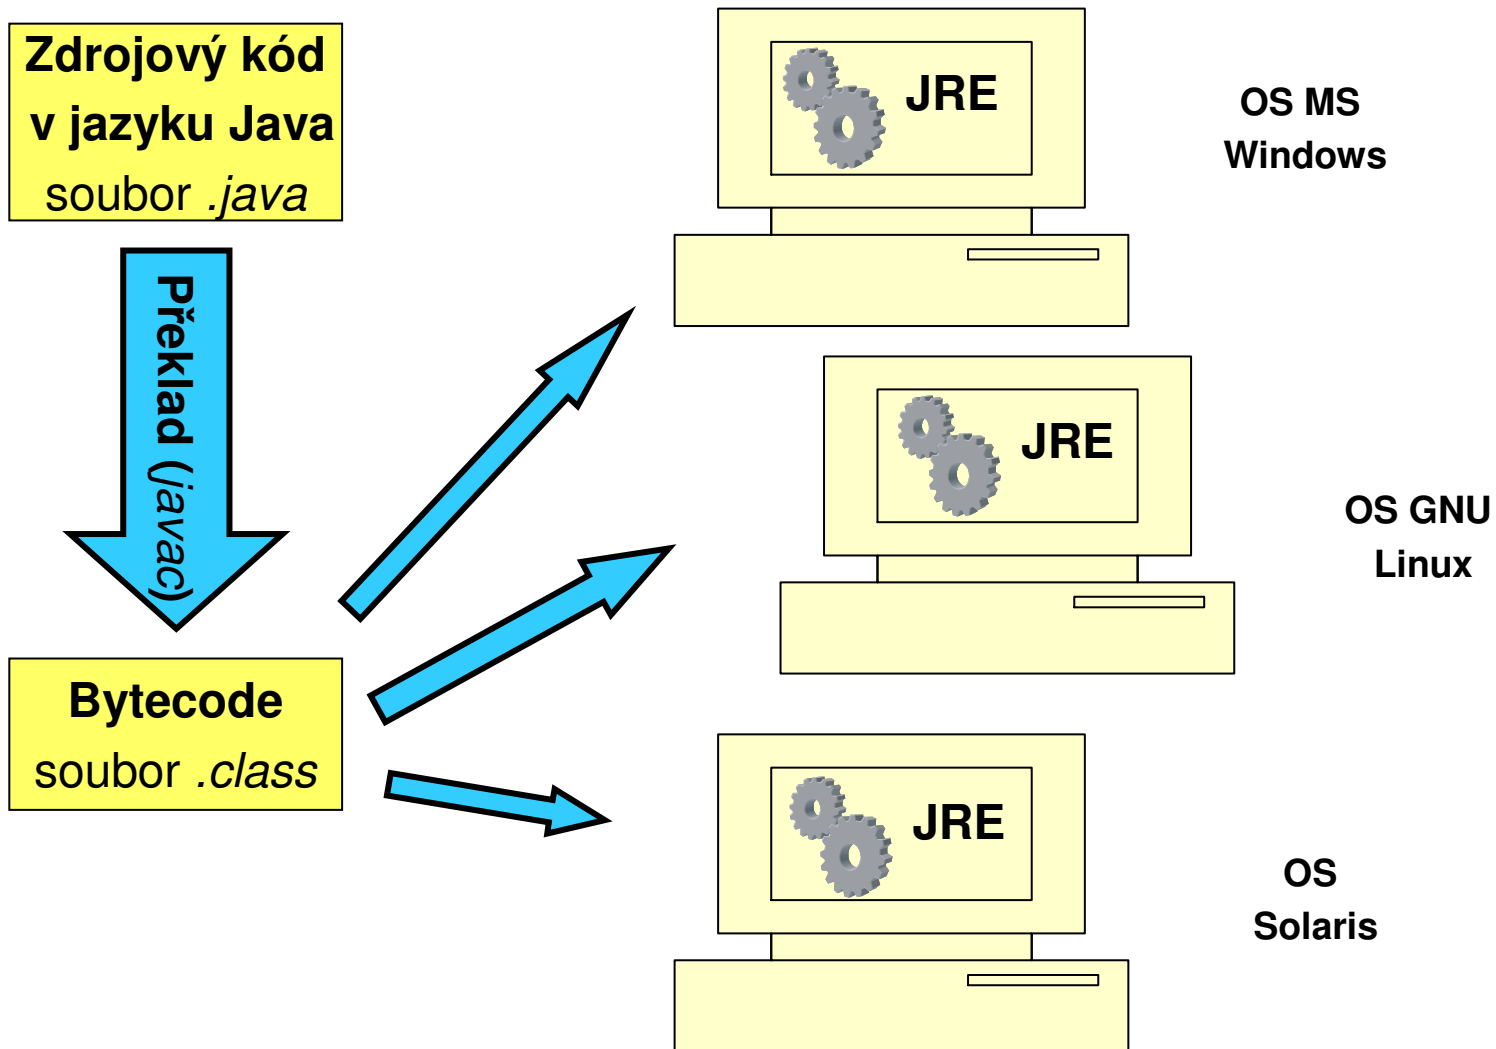 Zdrojový kód
v jazyku Java
soubor .java
Překlad (javac)
Bytecode
soubor .class
JRE
OS MS
Windows
JRE
OS GNU
Linux
JRE
OS
Solaris